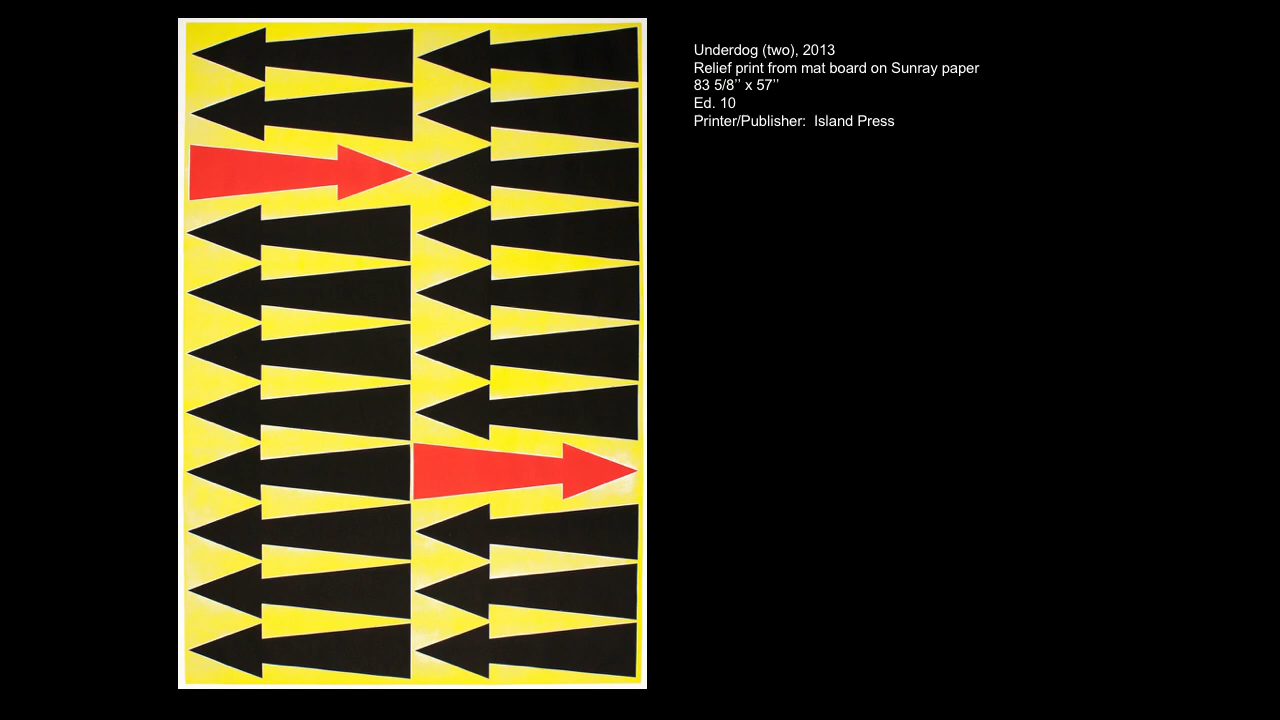 Underdog (two), 2013
Relief print from mat board on Sunray paper
83 5/8’’ x 57’’
Ed. 10
Printer/Publisher:  Island Press